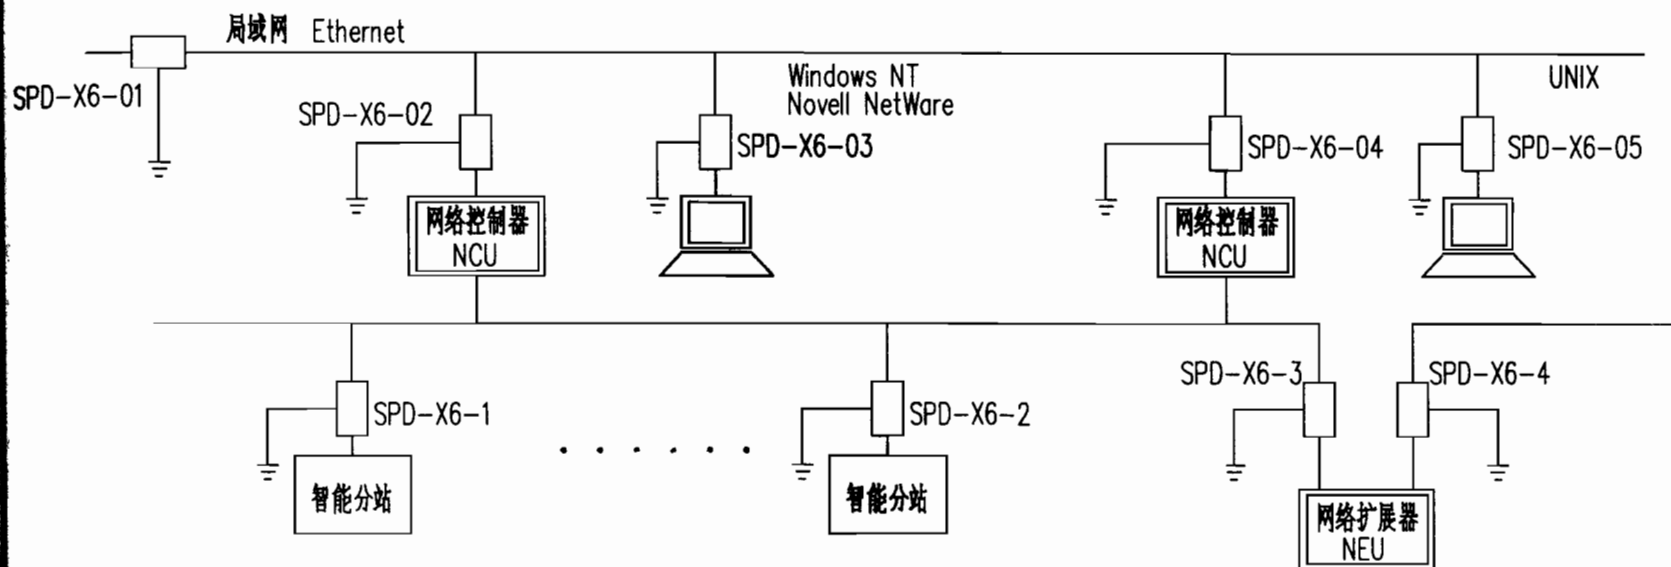 局域网 Ethernet
SPD-X6-01
Windows NT
Novell NetWare
UNIX
SPD-X6-02
SPD-X6-03
SPD-X6-04
SPD-X6-05
网络控制器
NCU
网络控制器
NCU
SPD-X6-3
SPD-X6-4
SPD-X6-1
SPD-X6-2
智能分站
智能分站
网络扩展器
NEU